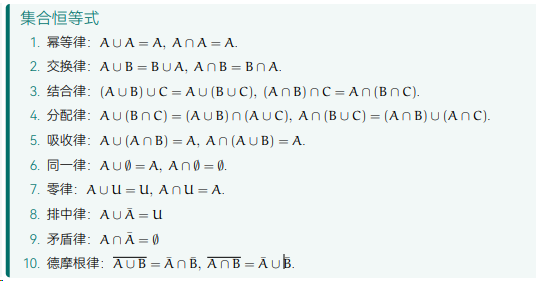 集合恒等式
1. 幂等律：A ∪ A = A, A ∩ A = A.
2. 交换律：A ∪ B = B ∪ A, A ∩ B = B ∩ A.
3. 结合律：(A ∪ B) ∪ C = A ∪ (B ∪ C), (A ∩ B) ∩ C = A ∩ (B ∩ C).
4. 分配律：A ∪ (B ∩ C) = (A ∪ B) ∩ (A ∪ C), A ∩ (B ∪ C) = (A ∩ B) ∪ (A ∩ C).
5. 吸收律：A ∪ (A ∩ B) = A, A ∩ (A ∪ B) = A.
6. 同一律：A ∪ ∅ = A, A ∩ ∅ = ∅.
7. 零律：A ∪ U = U, A ∩ U = A.
8. 排中律：A ∪ Ā = U
9. 矛盾律：A ∩ Ā = ∅
10. 德摩根律：A̅ ̅∪̅ ̅B̅ = Ā ∩ B̄, A̅ ̅∩̅ ̅B̅ = Ā ∪ B̄.